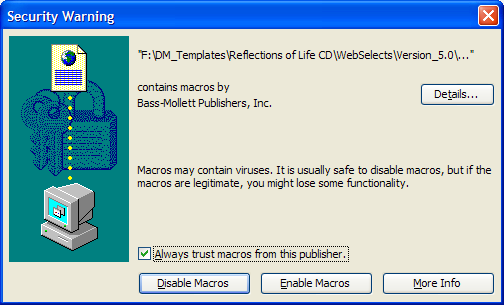 Security Warning
"F:\DM_Templates\Reflections of Life CD\WebSelects\Version_5.0\..."
contains macros by
Bass-Mollett Publishers, Inc.
Details...
Macros may contain viruses. It is usually safe to disable macros, but if the
macros are legitimate, you might lose some functionality.
Always trust macros from this publisher.
Disable Macros
Enable Macros
More Info